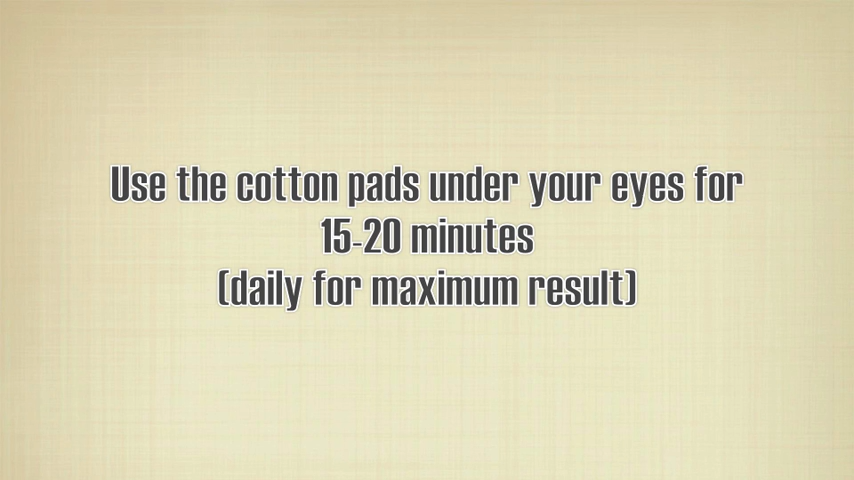 Use the cotton pads under your eyes for
15-20 minutes
(daily for maximum result)